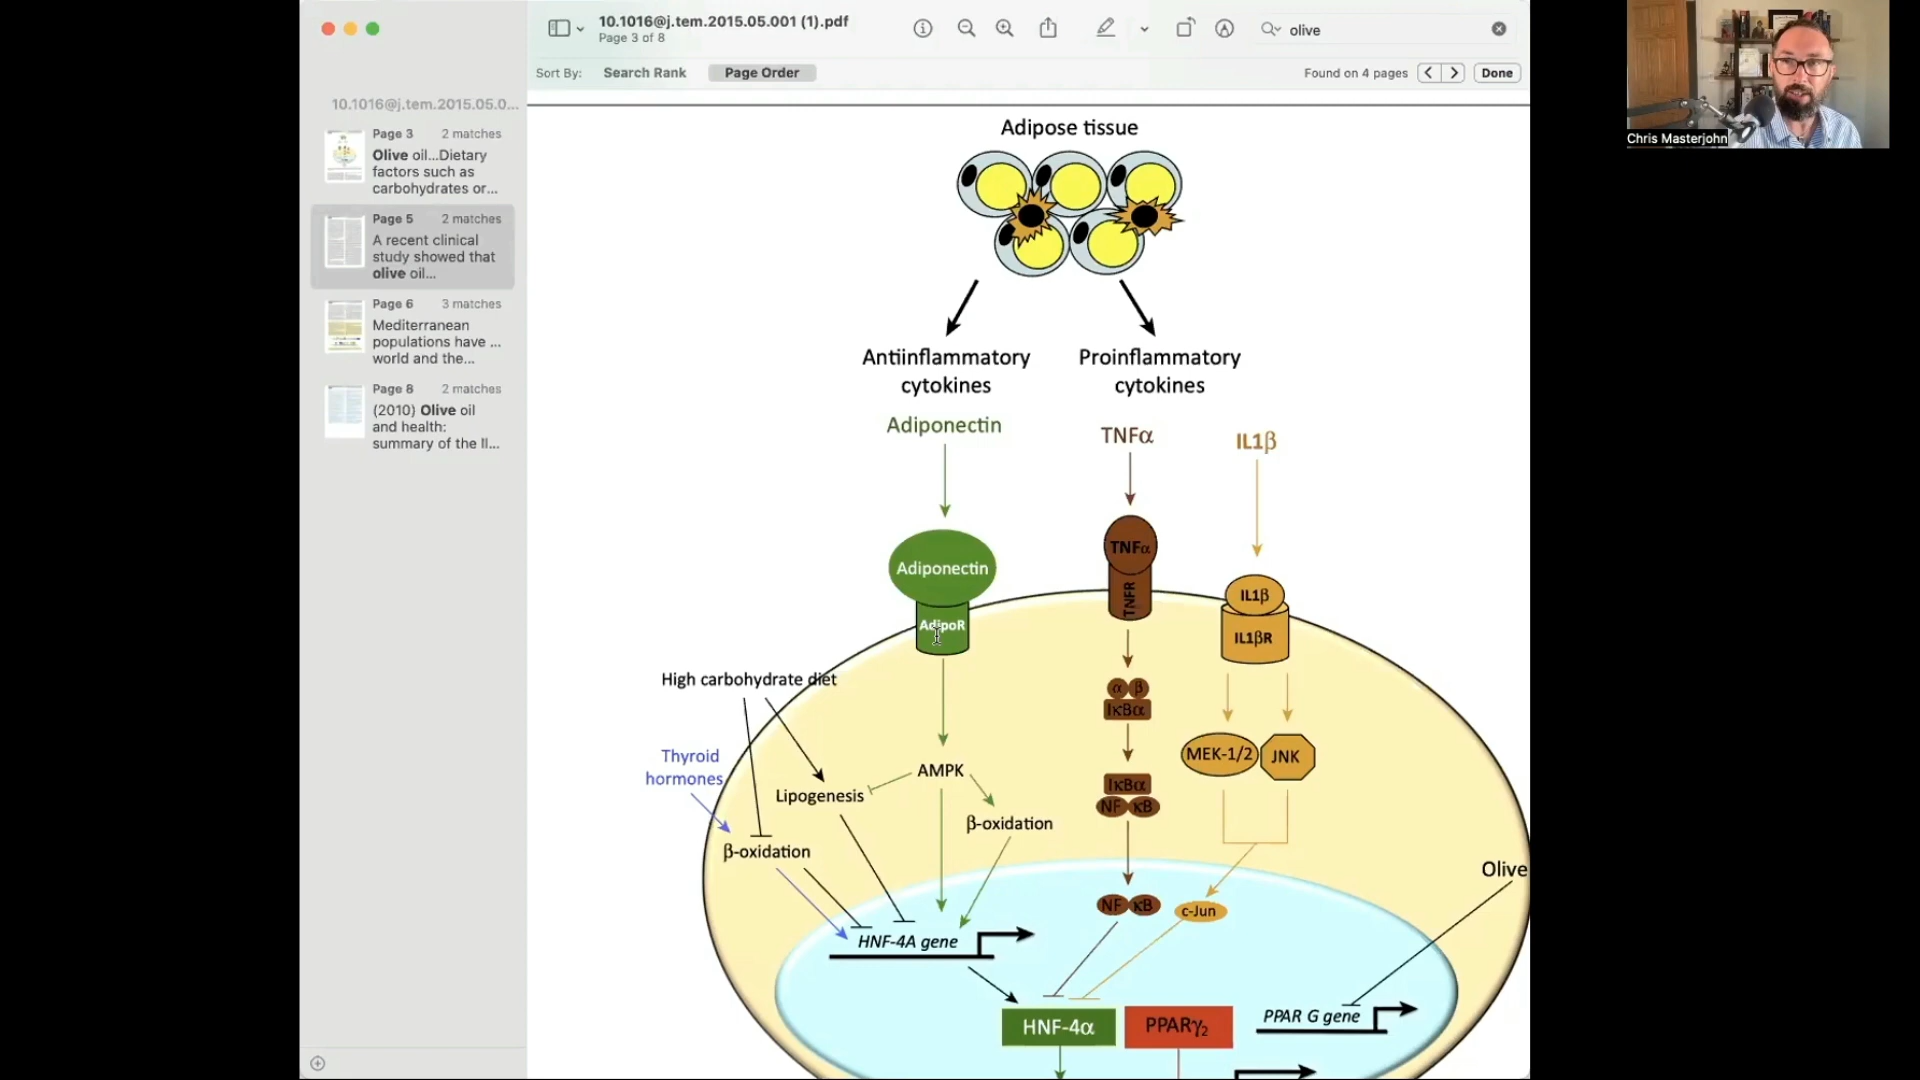 10.1016@j.tem.2015.05.001 (1).pdf
Page 3 of 8
olive
Sort By:
Search Rank
Page Order
Found on 4 pages
Done
Chris Masterjohn
10.1016@j.tem.2015.05.0...
Page 3
2 matches
Olive oil...Dietary
factors such as
carbohydrates or...
Page 5
2 matches
A recent clinical
study showed that
olive oil...
Page 6
3 matches
Mediterranean
populations have ...
world and the...
Page 8
2 matches
(2010) Olive oil
and health:
summary of the II...
Adipose tissue
Antiinflammatory
cytokines
Proinflammatory
cytokines
Adiponectin
TNFα
IL1β
Adiponectin
AdipoR
TNFα
TNFR
IL1β
IL1βR
High carbohydrate diet
α β
IκBα
MEK-1/2
JNK
Thyroid
hormones
AMPK
Lipogenesis
IκBα
NF κB
β-oxidation
β-oxidation
Olive
NF κB
c-Jun
HNF-4A gene
HNF-4α
PPARγ2
PPAR G gene